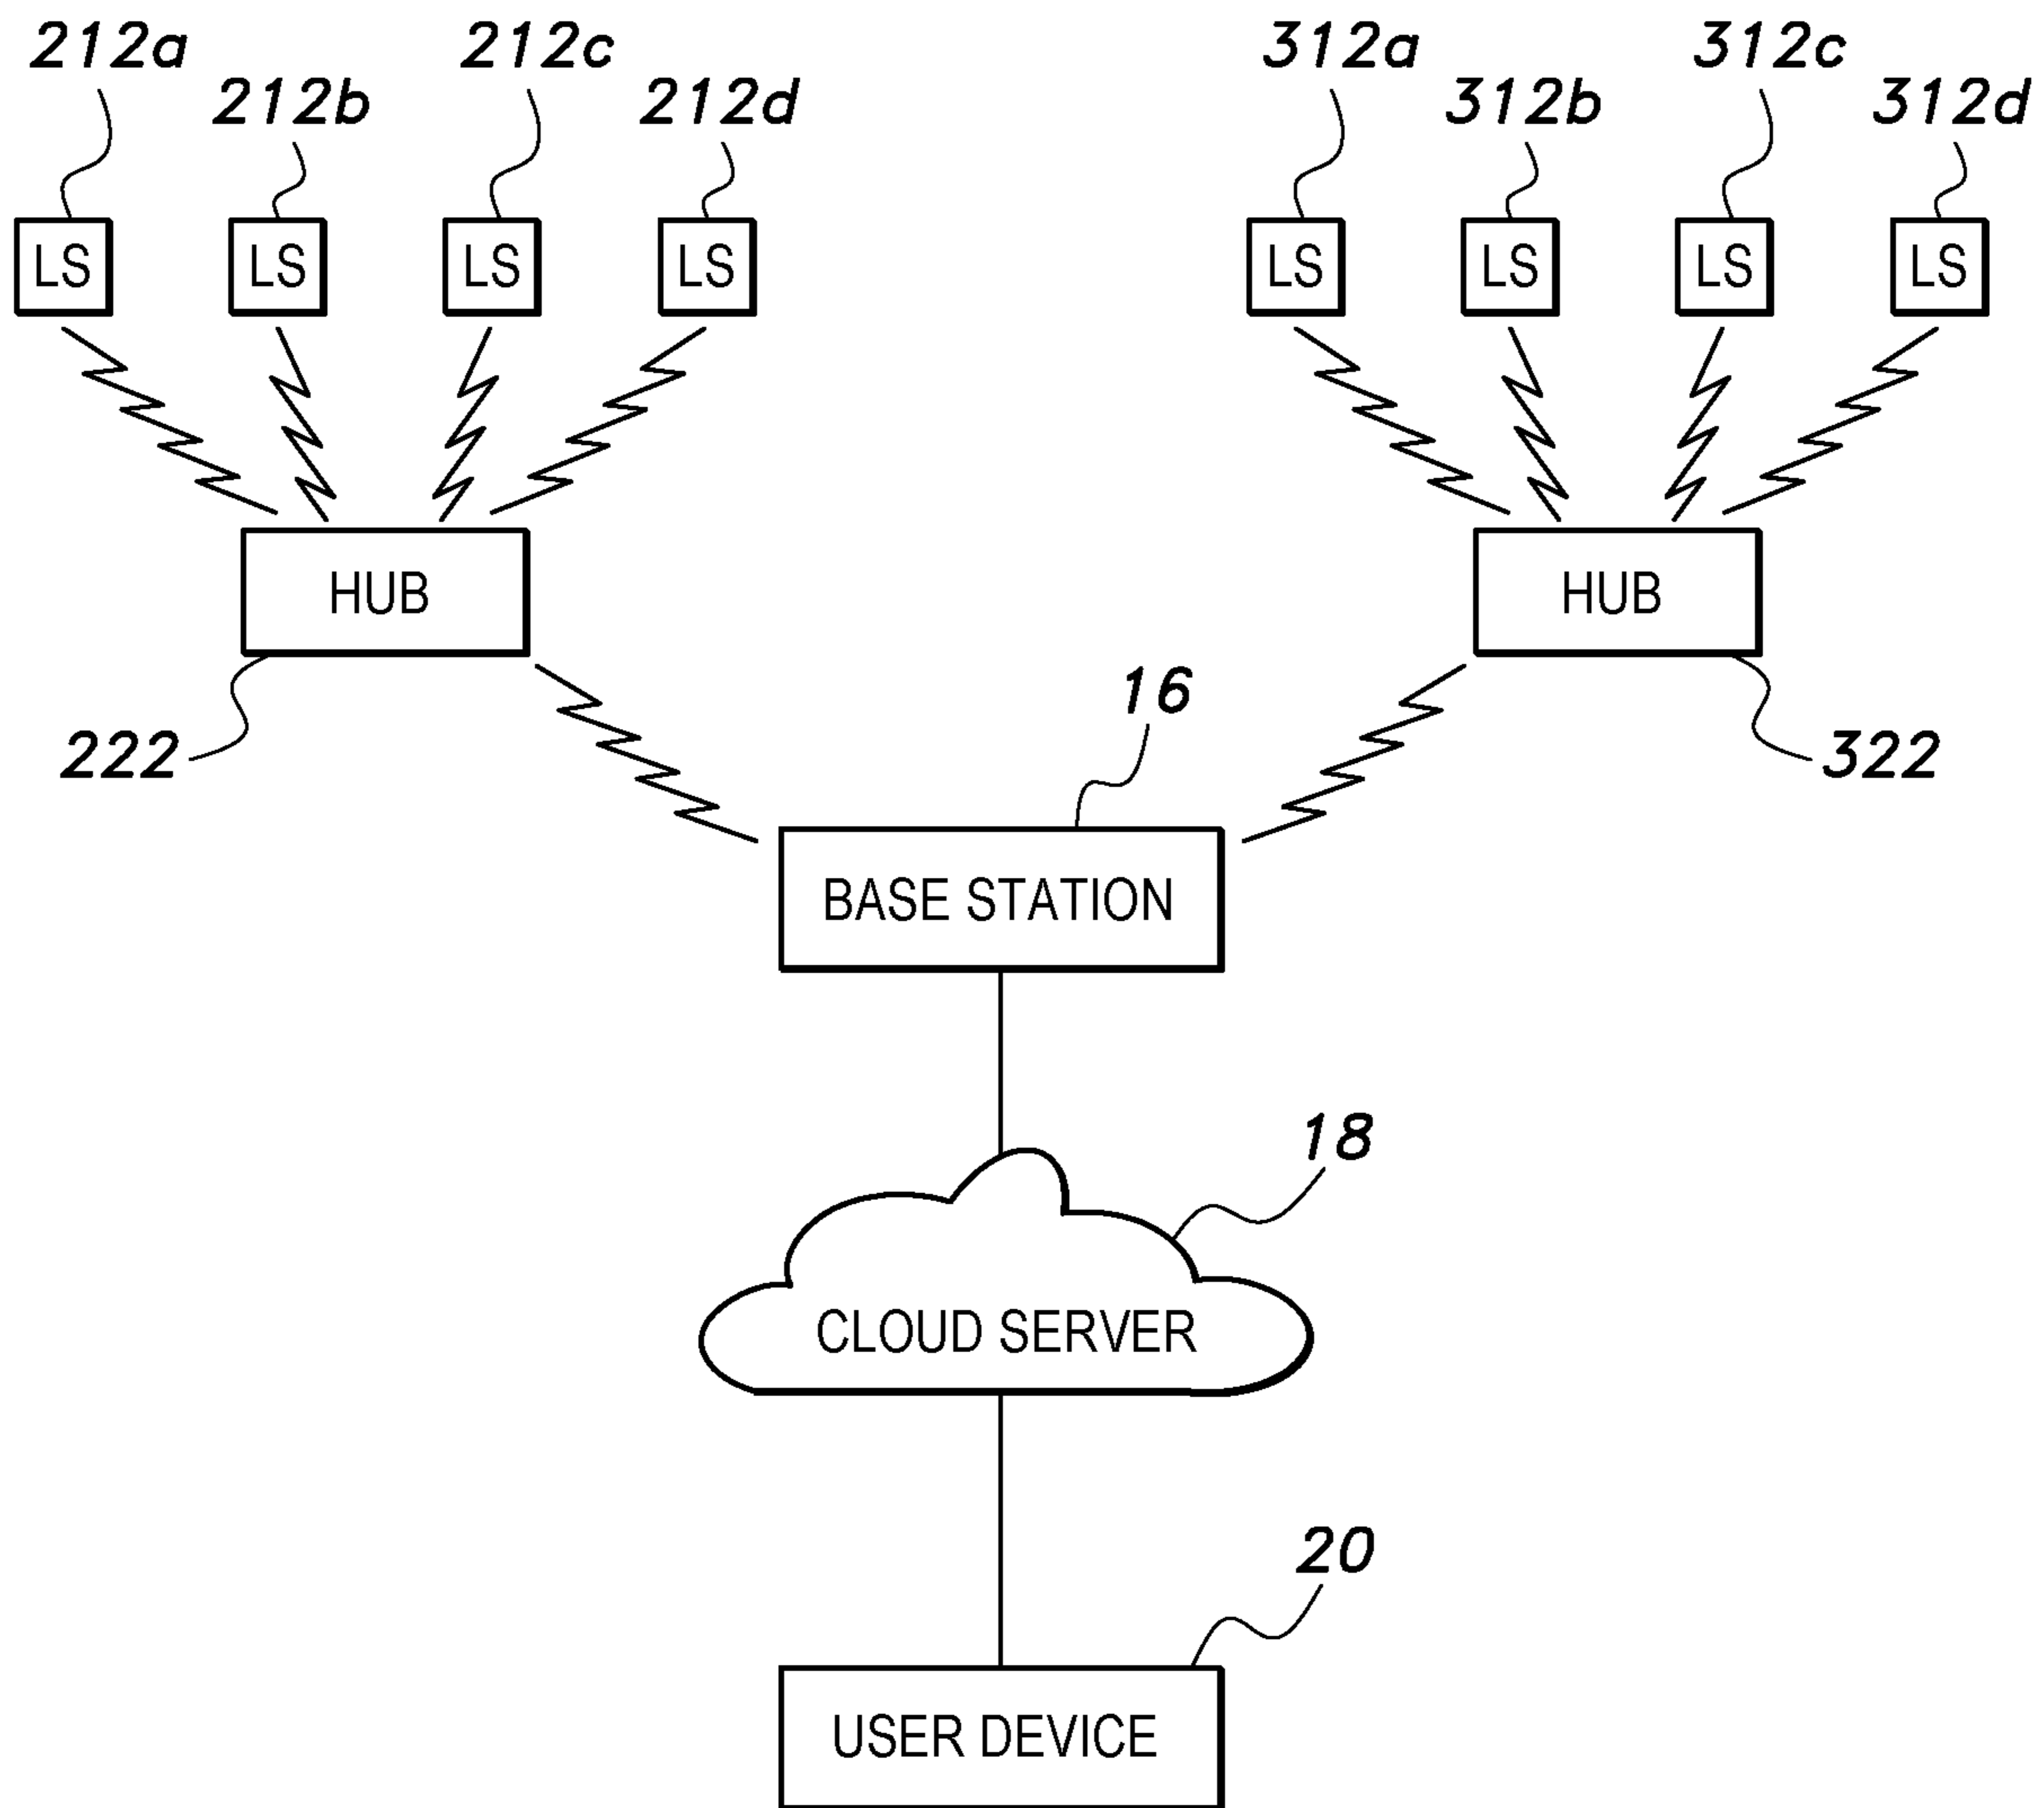 212a 212c 312a 312c
212b 212d 312b 312d
LS LS LS LS LS LS LS LS
HUB HUB
16
222 322
BASE STATION
18
CLOUD SERVER
20
USER DEVICE